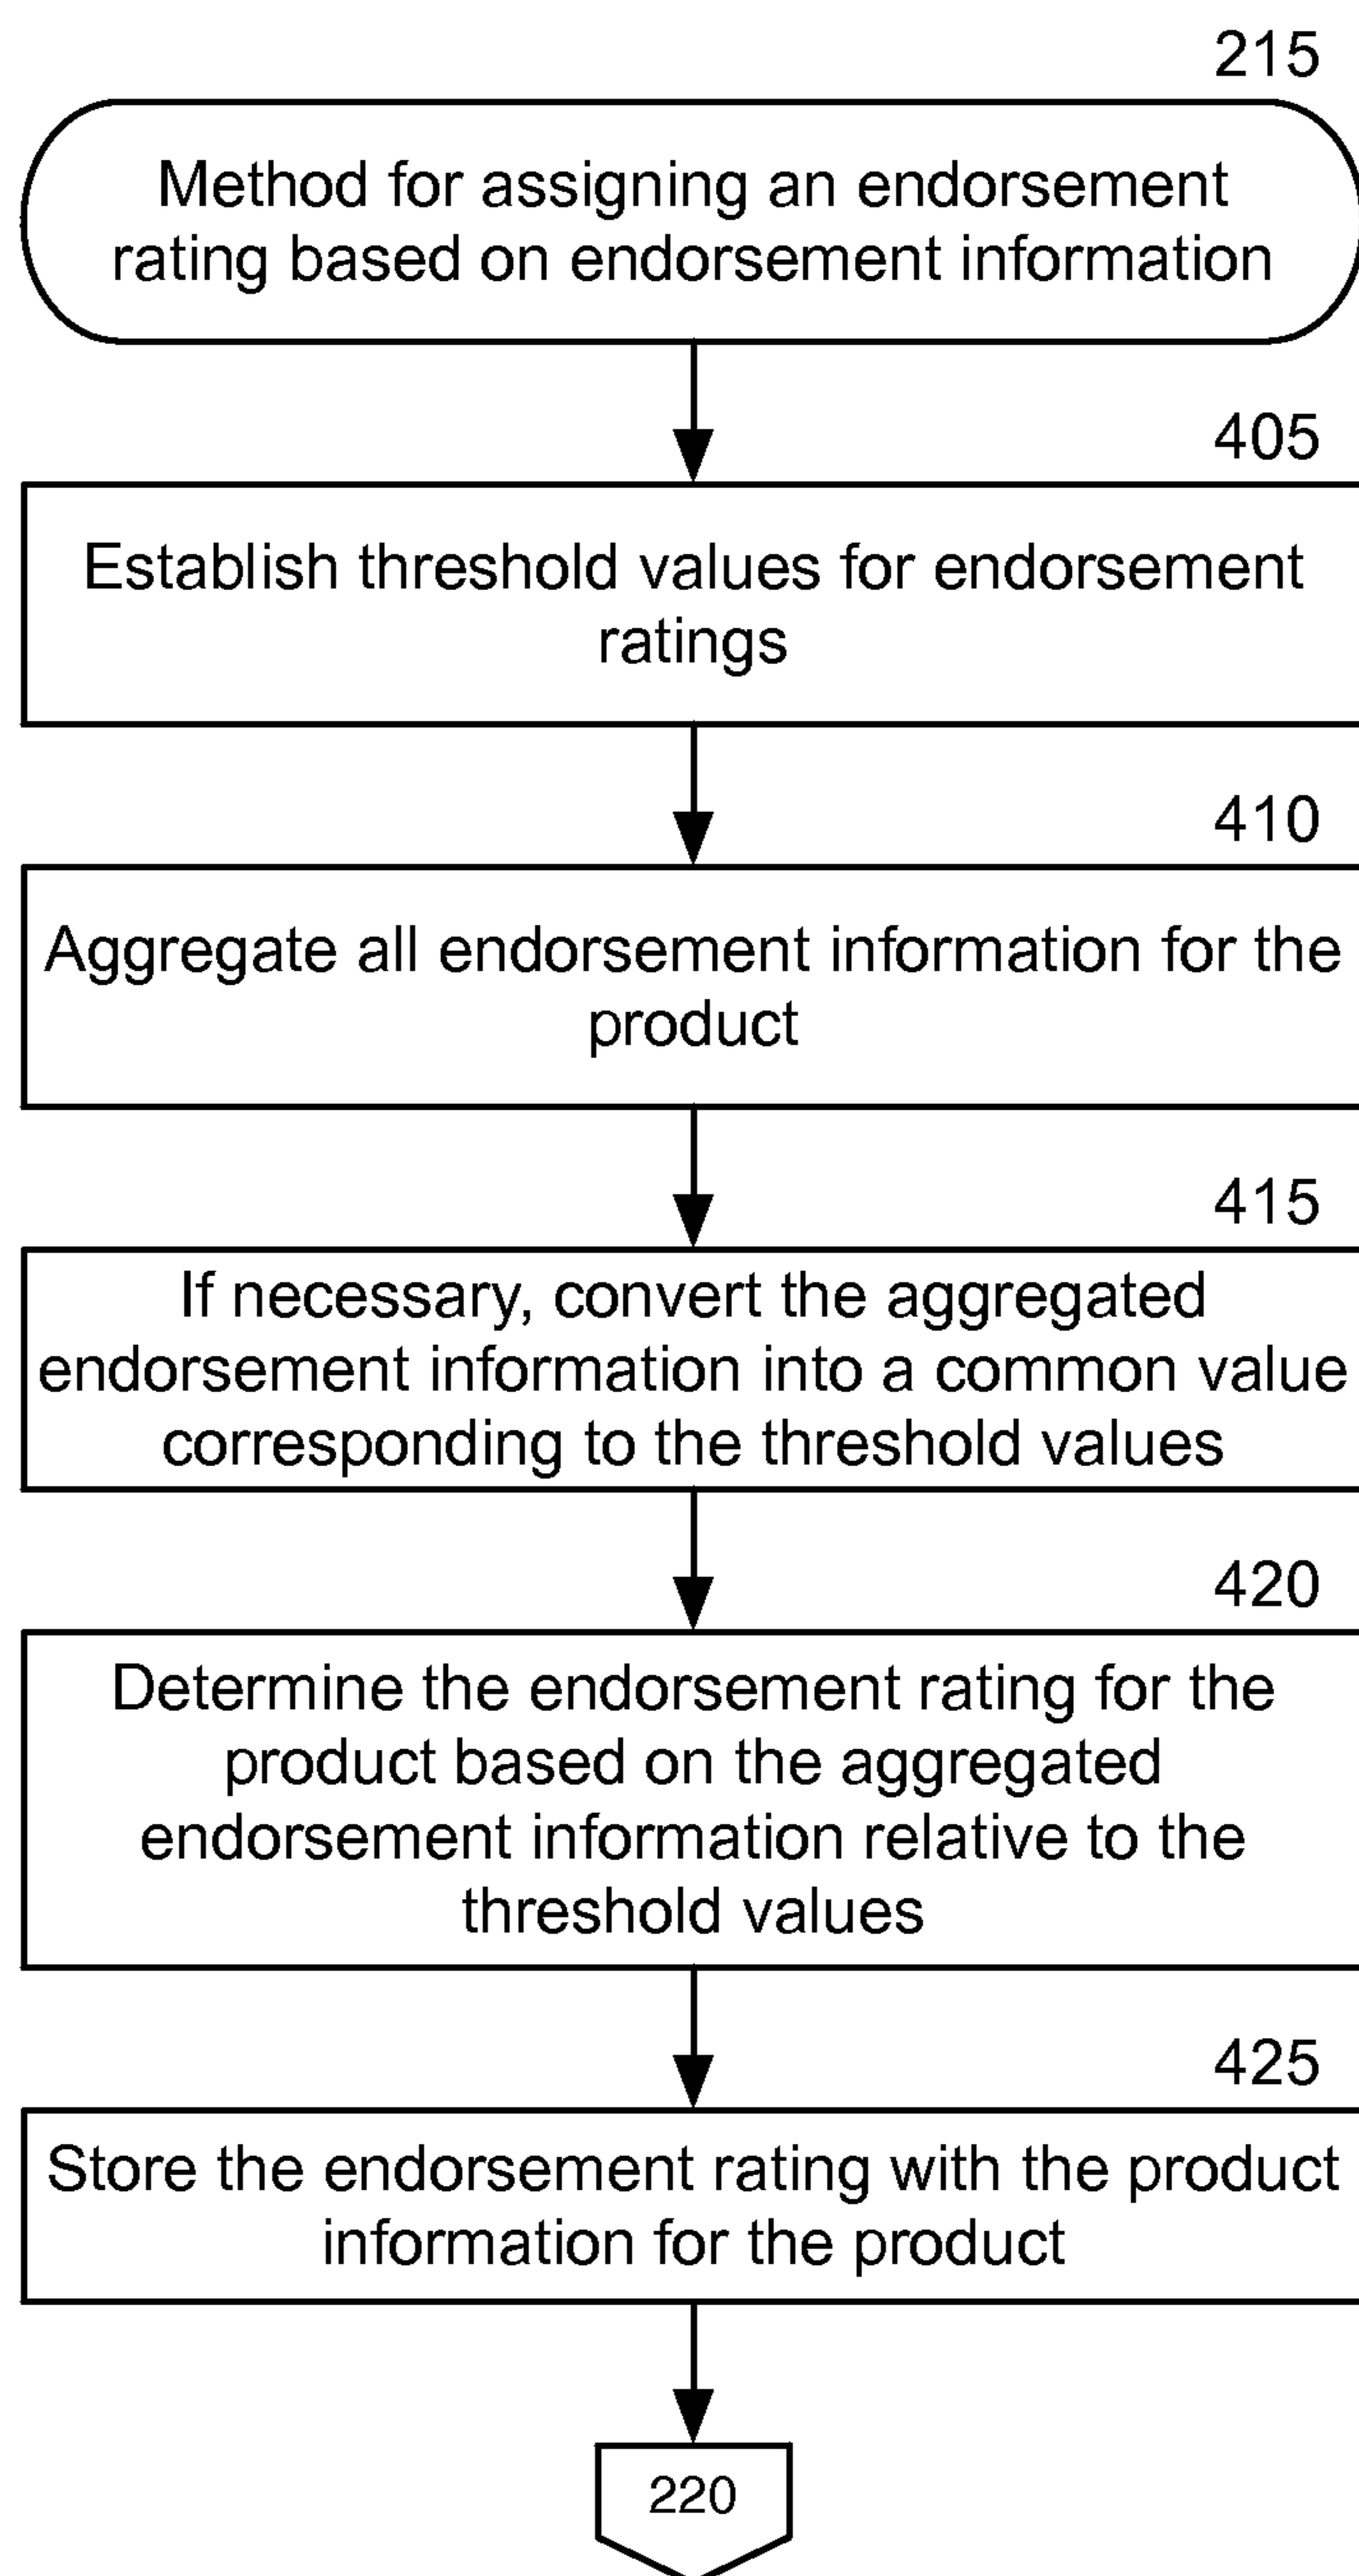 215
Method for assigning an endorsement
rating based on endorsement information
405
Establish threshold values for endorsement
ratings
410
Aggregate all endorsement information for the
product
415
If necessary, convert the aggregated
endorsement information into a common value
corresponding to the threshold values
420
Determine the endorsement rating for the
product based on the aggregated
endorsement information relative to the
threshold values
425
Store the endorsement rating with the product
information for the product
220